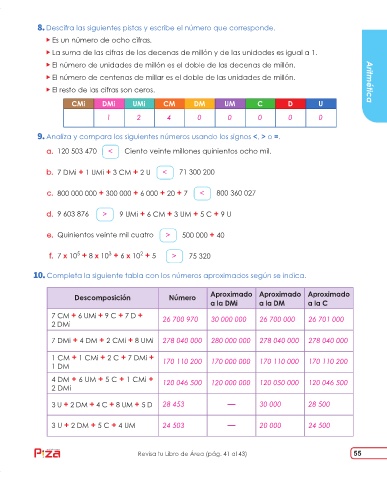 8. Descifra las siguientes pistas y escribe el número que corresponde.
Es un número de ocho cifras.
La suma de las cifras de las decenas de millón y de las unidades es igual a 1.
El número de unidades de millón es el doble de las decenas de millón.
El número de centenas de millar es el doble de las unidades de millón.
El resto de las cifras son ceros.
CMi DMi UMi CM DM UM C D U
1 2 4 0 0 0 0 0
Aritmética
9. Analiza y compara los siguientes números usando los signos <, > o =.
a. 120 503 470 < Ciento veinte millones quinientos ocho mil.
b. 7 DMi + 1 UMi + 3 CM + 2 U < 71 300 200
c. 800 000 000 + 300 000 + 6 000 + 20 + 7 < 800 360 027
d. 9 603 876 > 9 UMi + 6 CM + 3 UM + 5 C + 9 U
e. Quinientos veinte mil cuatro > 500 000 + 40
f. 7 x 10⁵ + 8 x 10³ + 6 x 10² + 5 > 75 320
10. Completa la siguiente tabla con los números aproximados según se indica.
Descomposición Número Aproximado a la DMi Aproximado a la DM Aproximado a la C
7 CM + 6 UMi + 9 C + 7 D +
2 DMi 26 700 970 30 000 000 26 700 000 26 701 000
7 DMi + 4 DM + 2 CMi + 8 UMi 278 040 000 280 000 000 278 040 000 278 040 000
1 CM + 1 CMi + 2 C + 7 DMi +
1 DM 170 110 200 170 000 000 170 110 000 170 110 200
4 DM + 6 UM + 5 C + 1 CMi +
2 DMi 120 046 500 120 000 000 120 050 000 120 046 500
3 U + 2 DM + 4 C + 8 UM + 5 D 28 453 — 30 000 28 500
3 U + 2 DM + 5 C + 4 UM 24 503 — 20 000 24 500
Revisa tu Libro de Área (pág. 41 al 43)
55